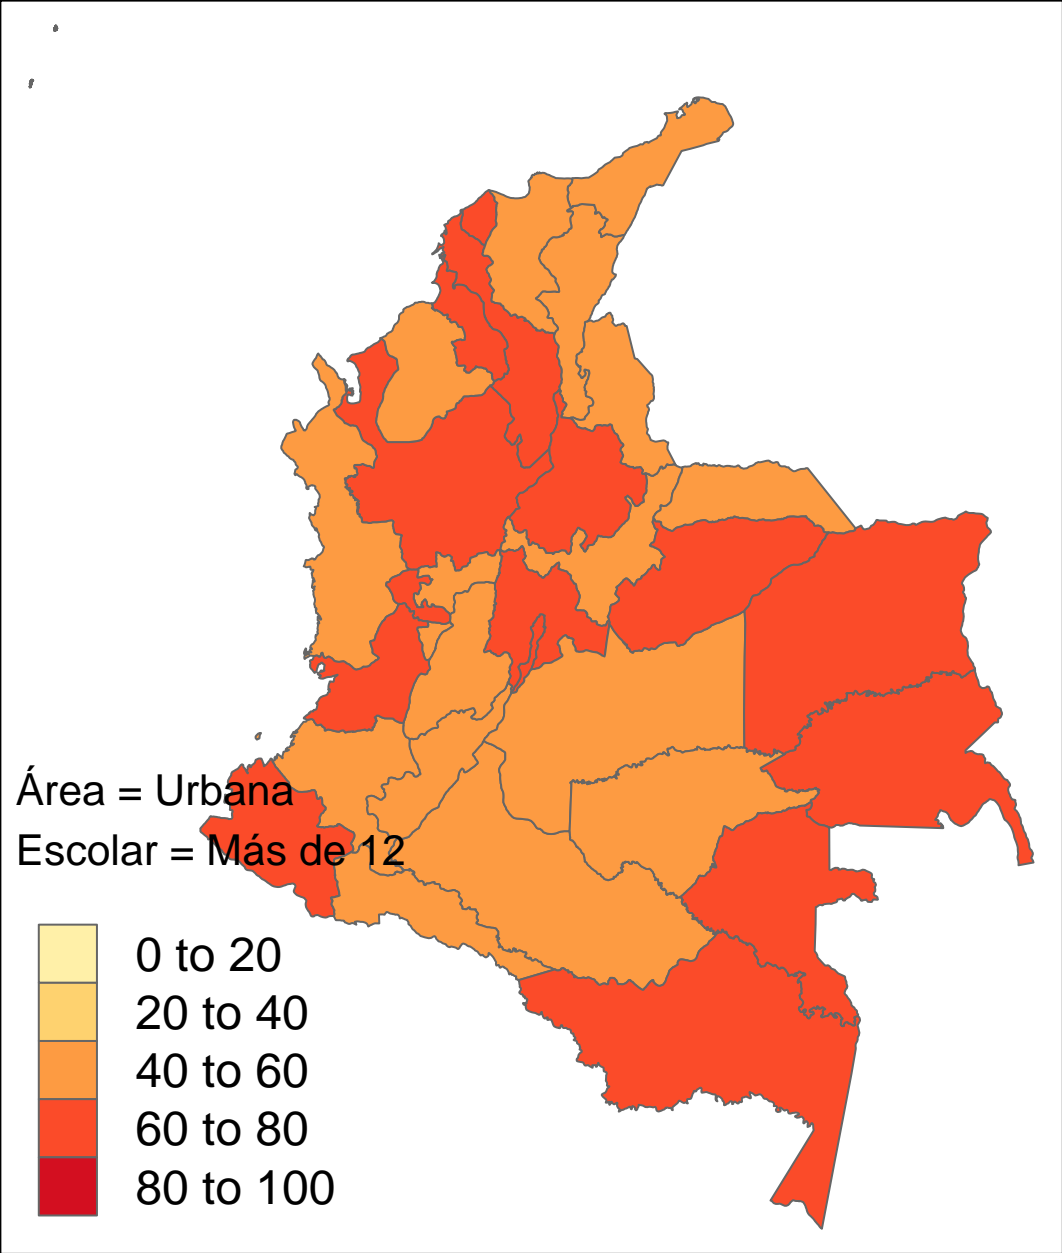 Área = Urbana
Escolar = Más de 12
0 to 20
20 to 40
40 to 60
60 to 80
80 to 100